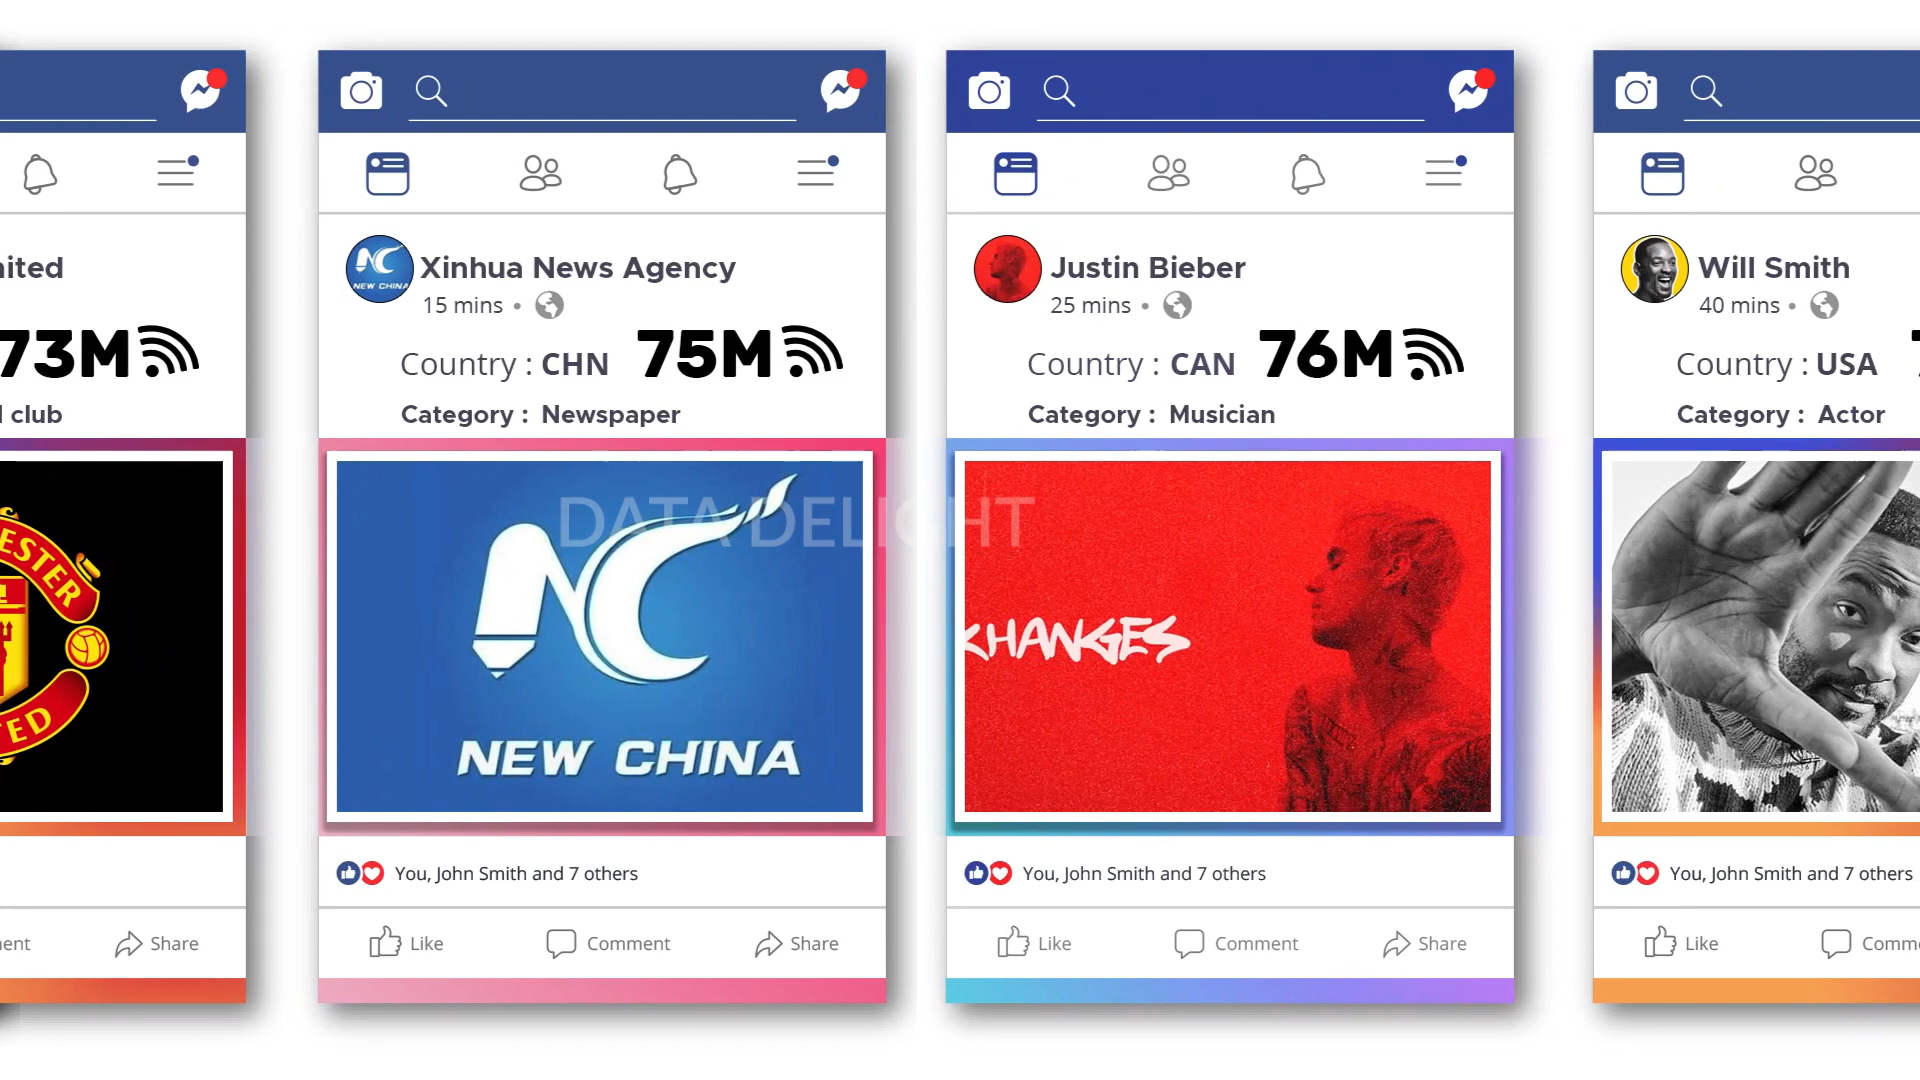 ited
73M
l club
ESTER
TED
ent
Share
Xinhua News Agency
15 mins •
NC
NEW CHINA
Country : CHN
75M
Category : Newspaper
NC
NEW CHINA
You, John Smith and 7 others
Like
Comment
Share
Justin Bieber
25 mins •
Country : CAN
76M
Category : Musician
CHANGES
You, John Smith and 7 others
Like
Comment
Share
Will Smith
40 mins •
Country : USA
Category : Actor
You, John Smith and 7 others
Like
Comm
DATA DELIGHT